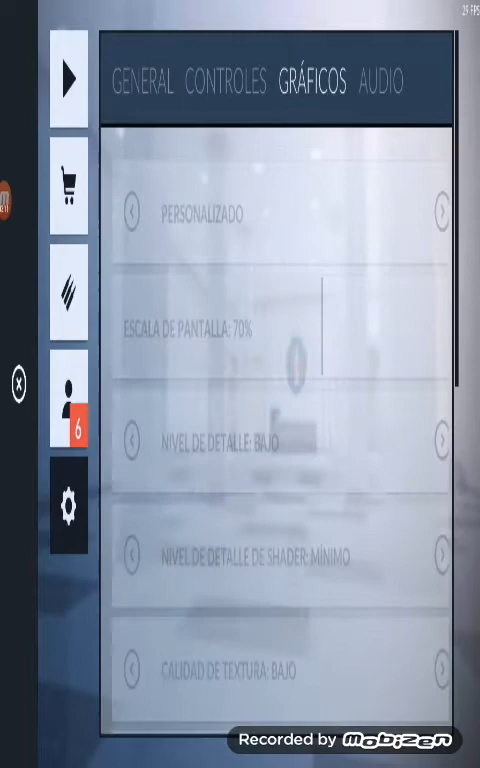 29 FPS
GENERAL CONTROLES GRÁFICOS AUDIO
PERSONALIZADO
ESCALA DE PANTALLA: 70%
6
NIVEL DE DETALLE: BAJO
NIVEL DE DETALLE DE SHADER: MÍNIMO
CALIDAD DE TEXTURA: BAJO
Recorded by mobizen